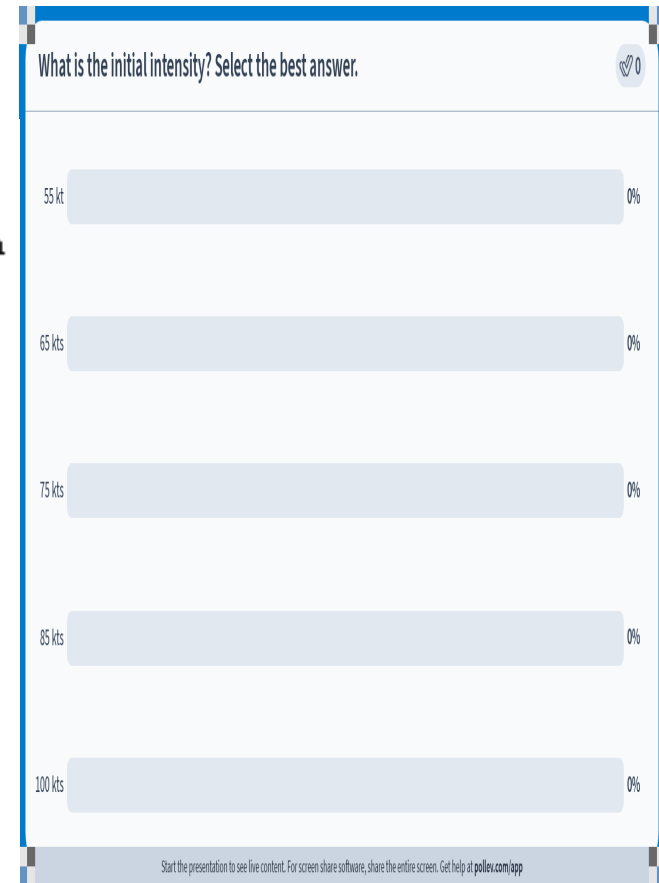 What is the initial intensity? Select the best answer.
0
55 kt
0%
65 kts
0%
75 kts
0%
85 kts
0%
100 kts
0%
Start the presentation to see live content. For screen share software, share the entire screen. Get help at pollev.com/app